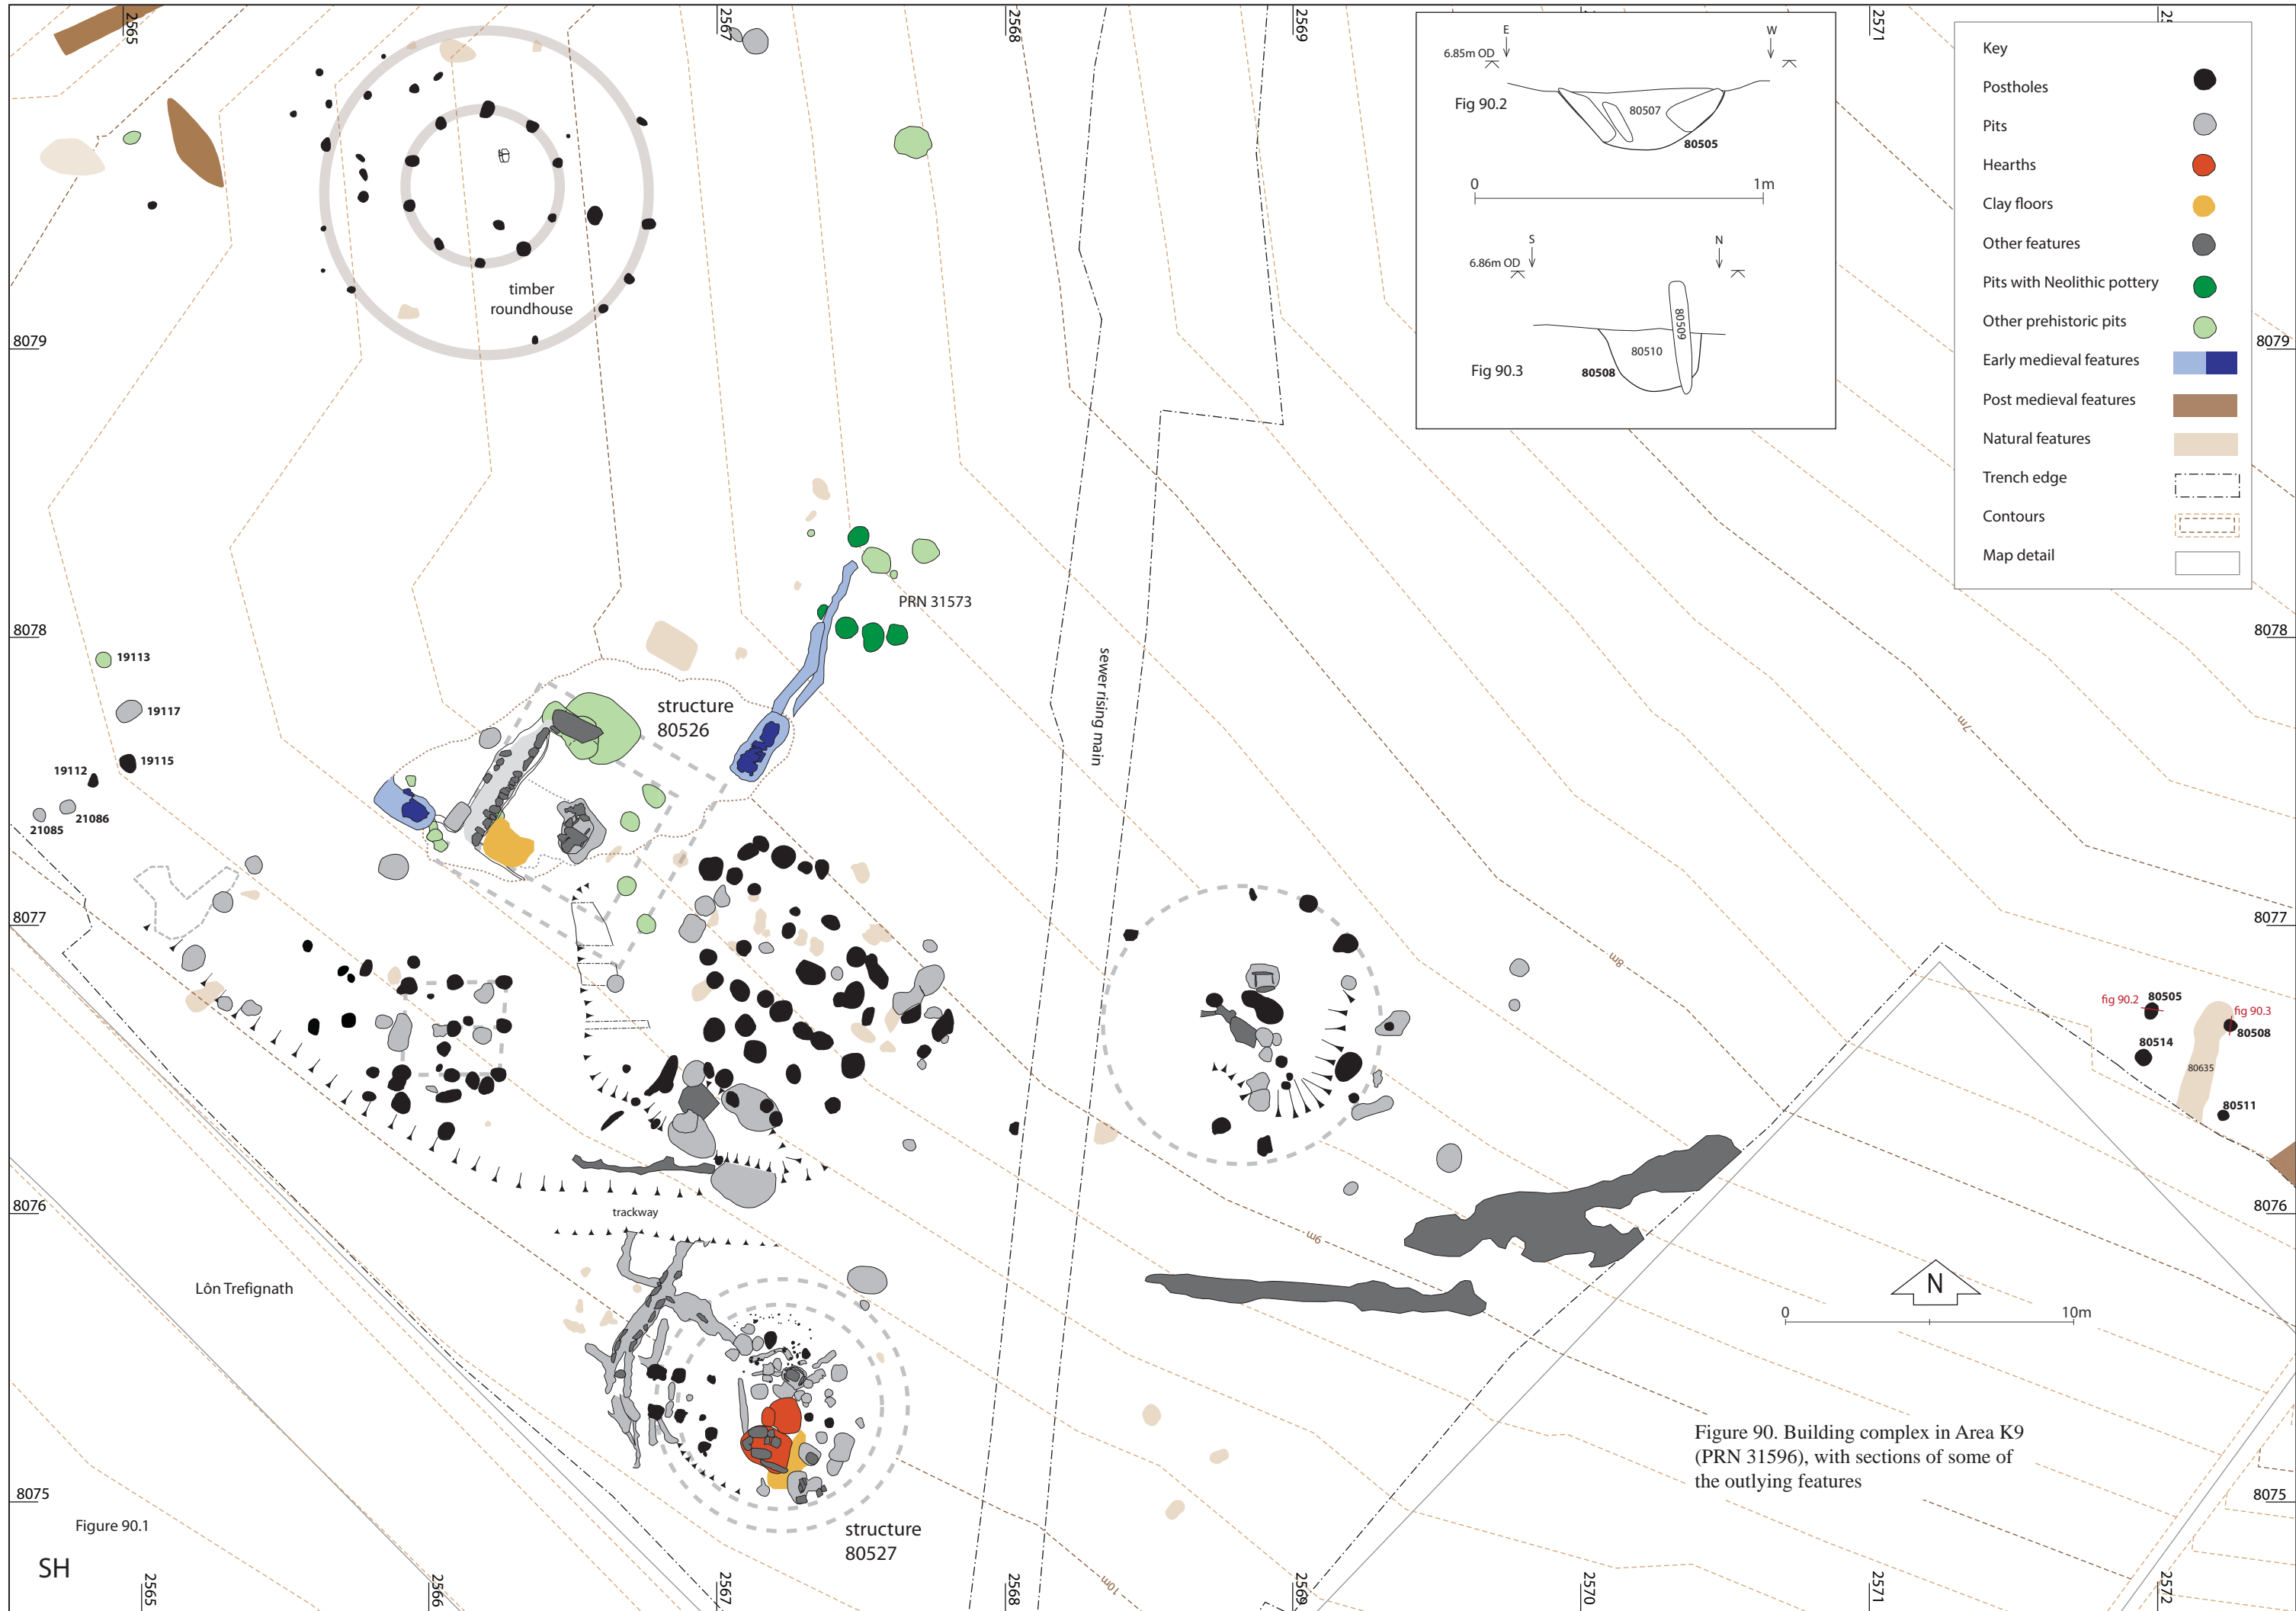 2565
2567
2568
2569
2571
25
E
W
6.85m OD
80507
Fig 90.2
80505
0
1m
S
N
6.86m OD
80509
80510
80508
Fig 90.3
Key
Postholes
Pits
Hearths
Clay floors
Other features
Pits with Neolithic pottery
Other prehistoric pits
Early medieval features
Post medieval features
Natural features
Trench edge
Contours
Map detail
timber
roundhouse
8079
8079
PRN 31573
8078
8078
19113
19117
19115
19112
21086
21085
structure
80526
sewer rising main
7m
8077
8077
8m
fig 90.2
80505
fig 90.3
80508
80514
80635
80511
8076
8076
trackway
9m
Lôn Trefignath
N
0
10m
Figure 90. Building complex in Area K9
(PRN 31596), with sections of some of
the outlying features
8075
8075
Figure 90.1
structure
80527
SH
10m
2565
2566
2567
2568
2569
2570
2571
2572